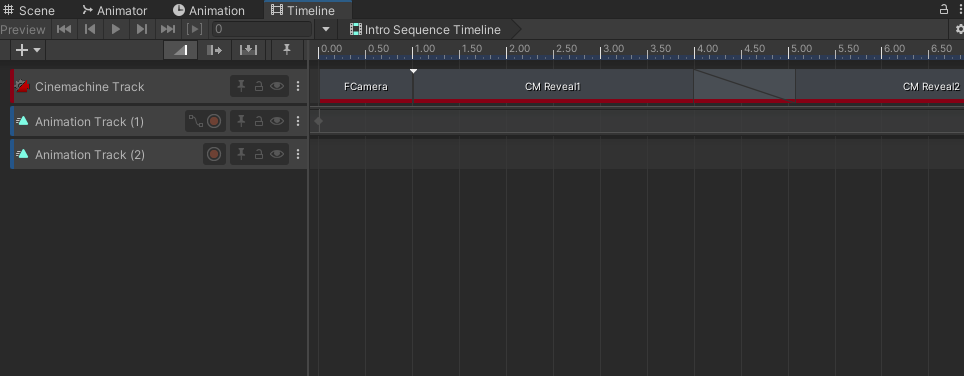 Scene Animator Animation Timeline
Preview 0 Intro Sequence Timeline
0.00 0.50 1.00 1.50 2.00 2.50 3.00 3.50 4.00 4.50 5.00 5.50 6.00 6.50
Cinemachine Track FCamera CM Reveal1 CM Reveal2
Animation Track (1)
Animation Track (2)